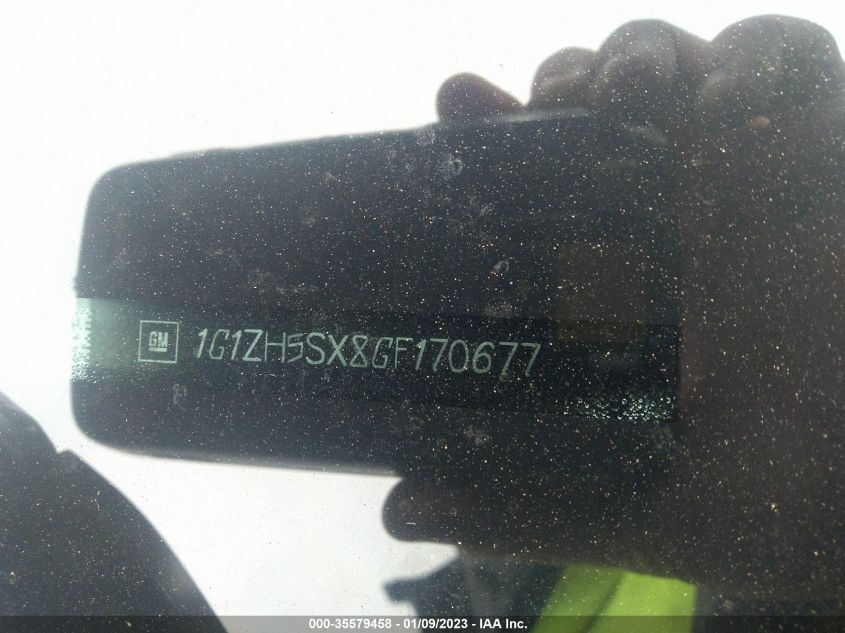 GM 1G1ZH5SX8GF170677
000-35579458 - 01/09/2023 - IAA Inc.